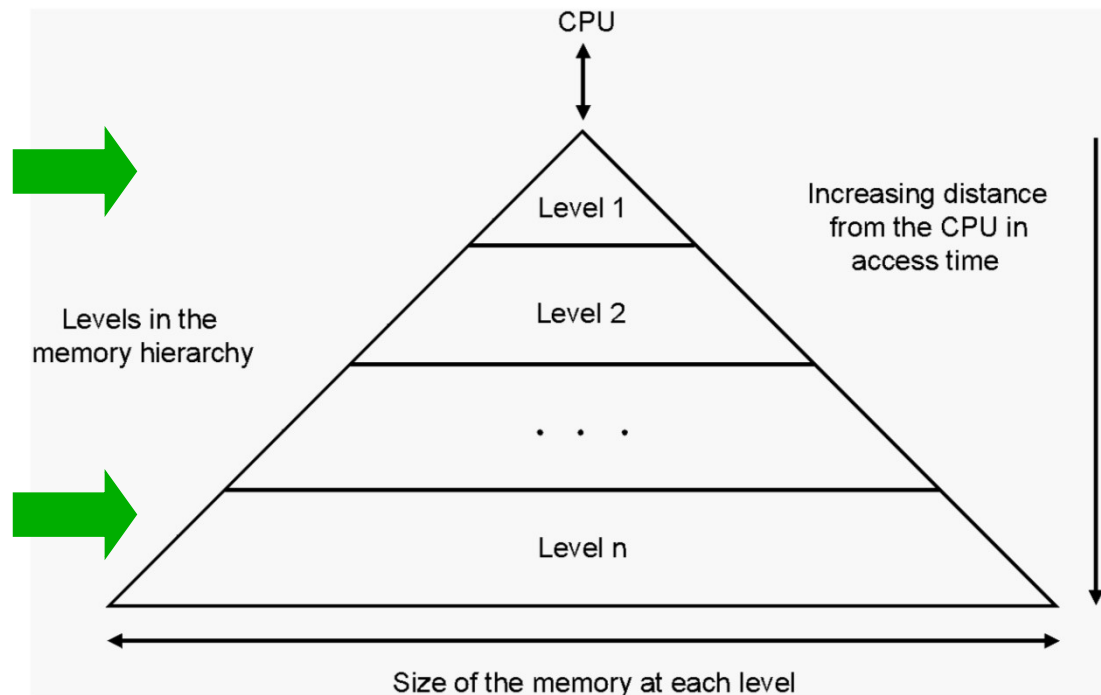 CPU
Level 1
Increasing distance
from the CPU in
access time
Levels in the
memory hierarchy
Level 2
. . .
Level n
Size of the memory at each level